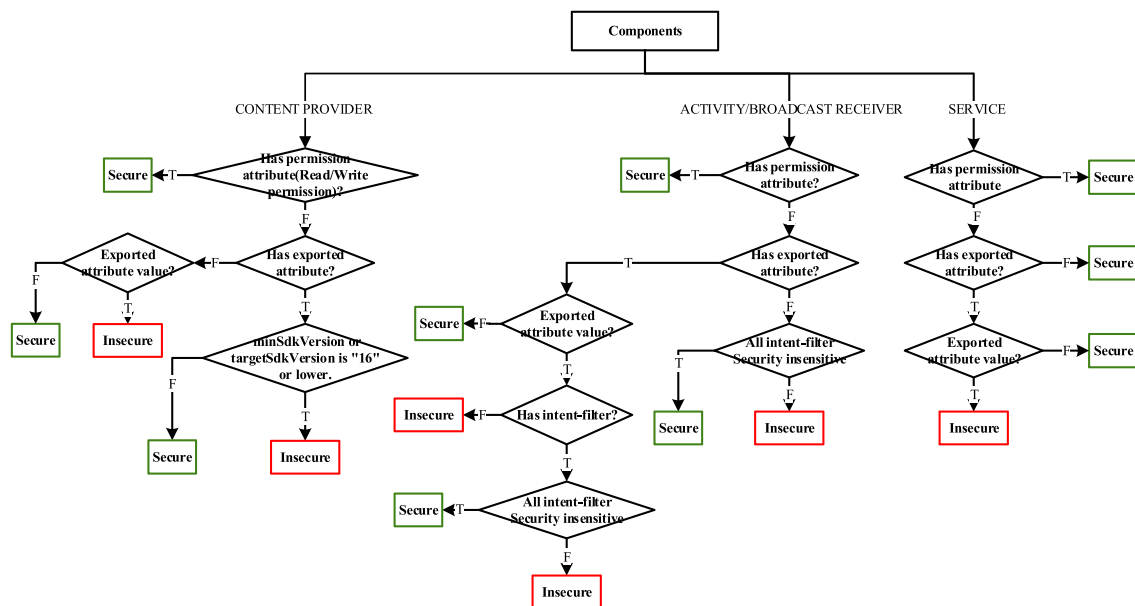 Components
CONTENT PROVIDER
ACTIVITY/BROADCAST RECEIVER
SERVICE
Secure
T
Has permission
attribute(Read/Write
permission)?
F
Exported
attribute value?
F
Has exported
attribute?
F
T
T
Secure
Insecure
minSdkVersion or
targetSdkVersion is "16"
or lower.
F
T
Secure
Insecure
Secure
T
Has permission
attribute?
F
Has exported
attribute?
T
F
Secure
F
Exported
attribute value?
T
All intent-filter
Security insensitive
T
F
Secure
Insecure
Insecure
F
Has intent-filter?
T
Secure
T
All intent-filter
Security insensitive
F
Insecure
Has permission
attribute
T
Secure
F
Has exported
attribute?
F
Secure
T
Exported
attribute value?
F
Secure
T
Insecure